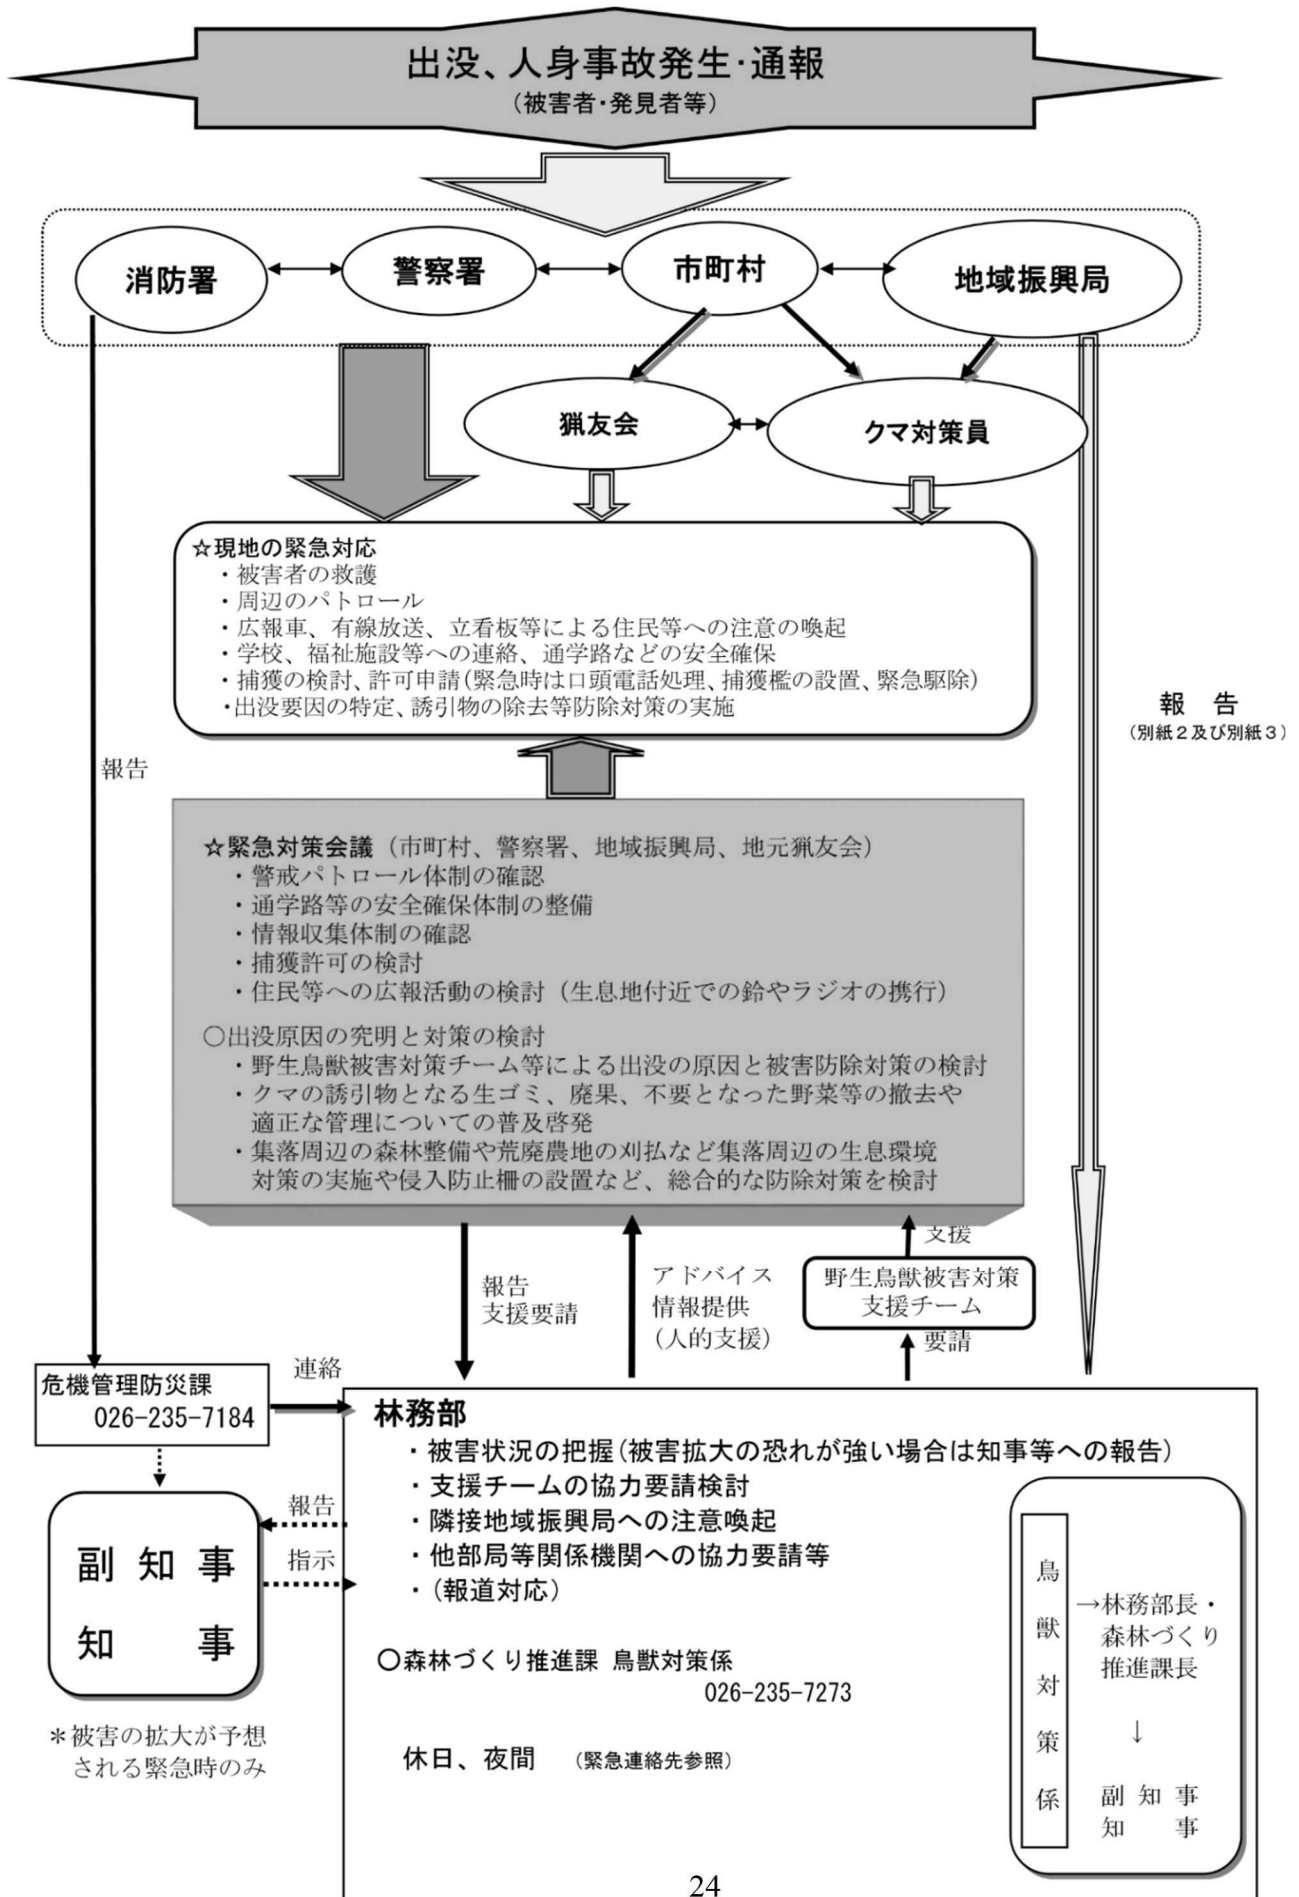 出没、人身事故発生・通報
（被害者・発見者等）
消防署
警察署
市町村
地域振興局
猟友会
クマ対策員
☆現地の緊急対応
・被害者の救護
・周辺のパトロール
・広報車、有線放送、立看板等による住民等への注意の喚起
・学校、福祉施設等への連絡、通学路などの安全確保
・捕獲の検討、許可申請（緊急時は口頭電話処理、捕獲檻の設置、緊急駆除）
・出没要因の特定、誘引物の除去等防除対策の実施
報　告
（別紙２及び別紙３）
報告
☆緊急対策会議（市町村、警察署、地域振興局、地元猟友会）
・警戒パトロール体制の確認
・通学路等の安全確保体制の整備
・情報収集体制の確認
・捕獲許可の検討
・住民等への広報活動の検討（生息地付近での鈴やラジオの携行）
○出没原因の究明と対策の検討
・野生鳥獣被害対策チーム等による出没の原因と被害防除対策の検討
・クマの誘引物となる生ゴミ、廃果、不要となった野菜等の撤去や
適正な管理についての普及啓発
・集落周辺の森林整備や荒廃農地の刈払など集落周辺の生息環境
対策の実施や侵入防止柵の設置など、総合的な防除対策を検討
報告
支援要請
アドバイス
情報提供
（人的支援）
支援
野生鳥獣被害対策
支援チーム
要請
危機管理防災課
026-235-7184
連絡
林務部
・被害状況の把握（被害拡大の恐れが強い場合は知事等への報告）
・支援チームの協力要請検討
・隣接地域振興局への注意喚起
・他部局等関係機関への協力要請等
・（報道対応）
報告
指示
副　知　事
知　　　事
＊被害の拡大が予想
される緊急時のみ
○森林づくり推進課 鳥獣対策係
026-235-7273
休日、夜間　（緊急連絡先参照）
鳥獣対策係
→林務部長・
森林づくり
推進課長
↓
副　知　事
知　　　事
24